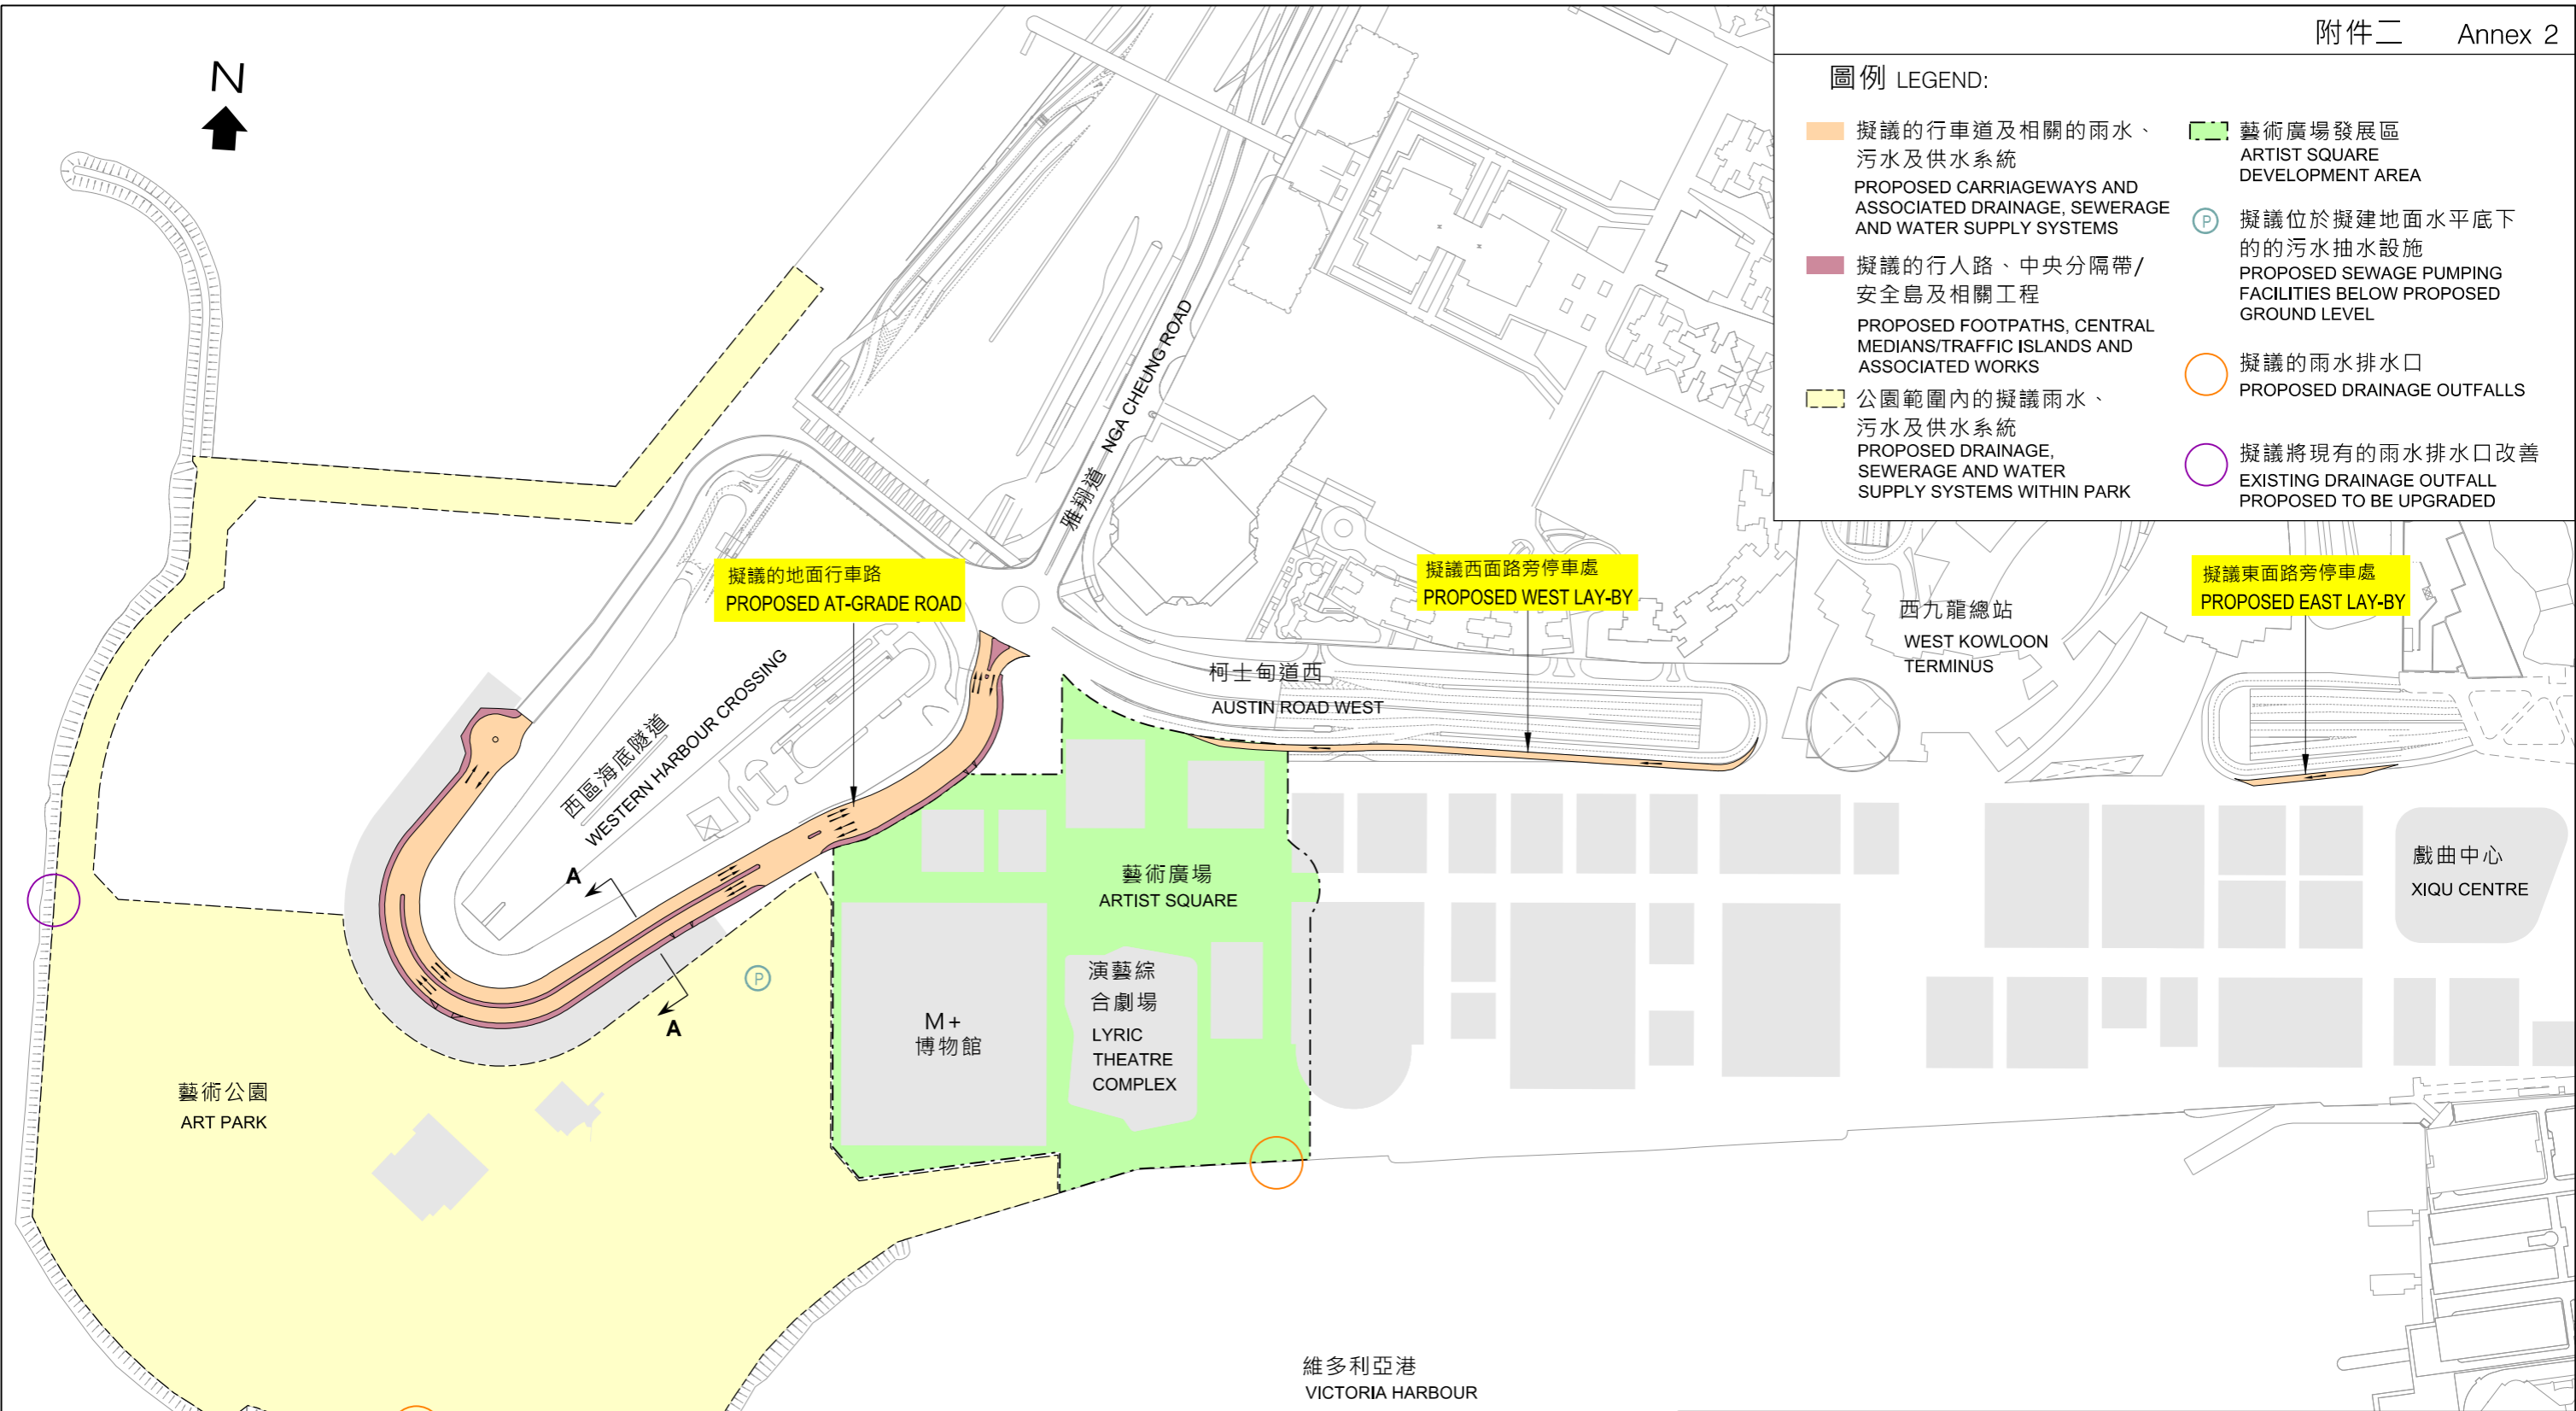 附件二 Annex 2
圖例 LEGEND:
擬議的行車道及相關的雨水、
污水及供水系統
PROPOSED CARRIAGEWAYS AND
ASSOCIATED DRAINAGE, SEWERAGE
AND WATER SUPPLY SYSTEMS
擬議的行人路、中央分隔帶/
安全島及相關工程
PROPOSED FOOTPATHS, CENTRAL
MEDIANS/TRAFFIC ISLANDS AND
ASSOCIATED WORKS
公園範圍內的擬議雨水、
污水及供水系統
PROPOSED DRAINAGE,
SEWERAGE AND WATER
SUPPLY SYSTEMS WITHIN PARK
藝術廣場發展區
ARTIST SQUARE
DEVELOPMENT AREA
P
擬議位於擬建地面水平底下
的的污水抽水設施
PROPOSED SEWAGE PUMPING
FACILITIES BELOW PROPOSED
GROUND LEVEL
擬議的雨水排水口
PROPOSED DRAINAGE OUTFALLS
擬議將現有的雨水排水口改善
EXISTING DRAINAGE OUTFALL
PROPOSED TO BE UPGRADED
N
雅翔道 NGA CHEUNG ROAD
擬議的地面行車路
PROPOSED AT-GRADE ROAD
擬議西面路旁停車處
PROPOSED WEST LAY-BY
擬議東面路旁停車處
PROPOSED EAST LAY-BY
西九龍總站
WEST KOWLOON
TERMINUS
柯士甸道西
AUSTIN ROAD WEST
西區海底隧道
WESTERN HARBOUR CROSSING
A
A
P
藝術廣場
ARTIST SQUARE
戲曲中心
XIQU CENTRE
M+
博物館
演藝綜
合劇場
LYRIC
THEATRE
COMPLEX
藝術公園
ART PARK
維多利亞港
VICTORIA HARBOUR